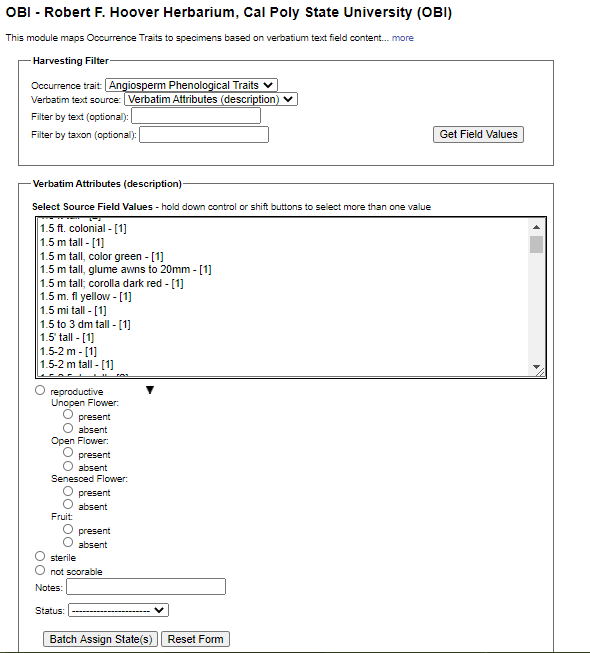 OBI - Robert F. Hoover Herbarium, Cal Poly State University (OBI)
This module maps Occurrence Traits to specimens based on verbatium text field content... more
Harvesting Filter
Occurrence trait: Angiosperm Phenological Traits
Verbatim text source: Verbatim Attributes (description)
Filter by text (optional):
Filter by taxon (optional):
Get Field Values
Verbatim Attributes (description)
Select Source Field Values - hold down control or shift buttons to select more than one value
1.5 ft. colonial - [1]
1.5 m tall - [1]
1.5 m tall, color green - [1]
1.5 m tall, glume awns to 20mm - [1]
1.5 m tall; corolla dark red - [1]
1.5 m. fl yellow - [1]
1.5 mi tall - [1]
1.5 to 3 dm tall - [1]
1.5' tall - [1]
1.5-2 m - [1]
1.5-2 m tall - [1]
reproductive ▼
Unopen Flower:
present
absent
Open Flower:
present
absent
Senesced Flower:
present
absent
Fruit:
present
absent
sterile
not scorable
Notes:
Status: ----------------------
Batch Assign State(s) Reset Form